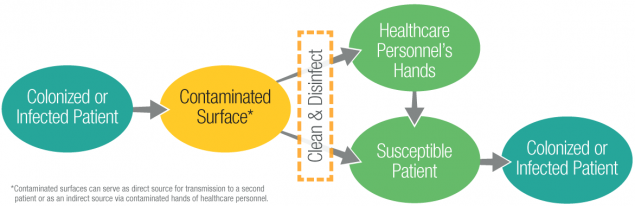 Colonized or
Infected Patient
Contaminated
Surface*
Clean & Disinfect
Healthcare
Personnel's
Hands
Susceptible
Patient
Colonized or
Infected Patient
*Contaminated surfaces can serve as direct source for transmission to a second
patient or as an indirect source via contaminated hands of healthcare personnel.